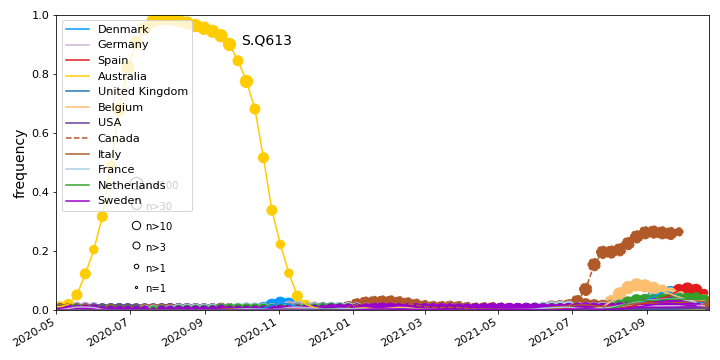 1.0
0.8
0.6
0.4
0.2
0.0
frequency
S.Q613
Denmark
Germany
Spain
Australia
United Kingdom
Belgium
USA
Canada
Italy
France
Netherlands
Sweden
n>30
n>10
n>3
n>1
n=1
2020-05
2020-07
2020-09
2020-11
2021-01
2021-03
2021-05
2021-07
2021-09